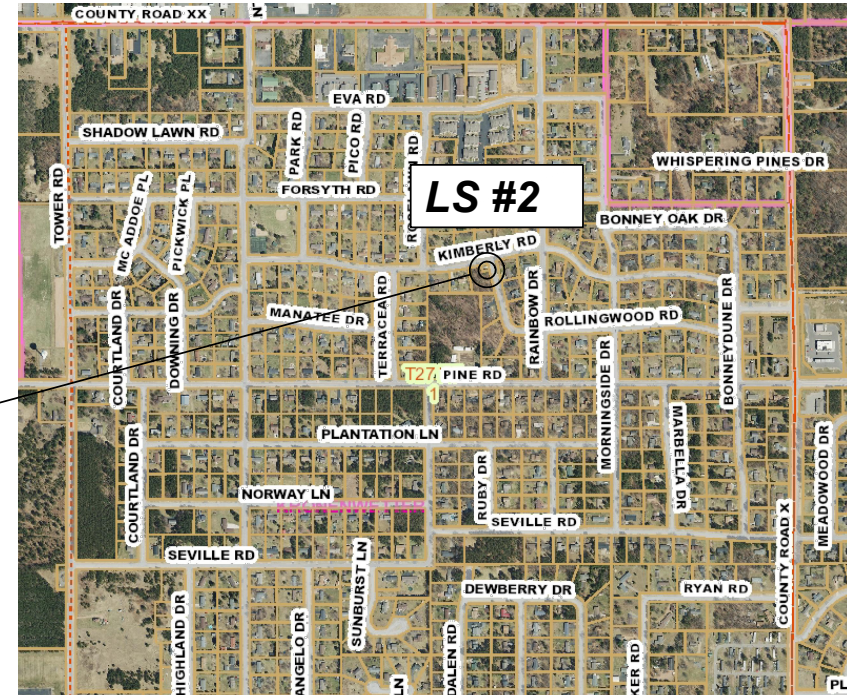 COUNTY ROAD XX
N
EVA RD
SHADOW LAWN RD
PARK RD
PICO RD
WHISPERING PINES DR
FORSYTH RD
LS #2
TOWER RD
MC ADDOE PL
PICKWICK PL
BONNEY OAK DR
KIMBERLY RD
COURTLAND DR
DOWNING DR
MANATEE DR
TERRACEA RD
RAINBOW DR
ROLLINGWOOD RD
BONNEYDUNE DR
T27
PINE RD
1
MORNINGSIDE DR
PLANTATION LN
COURTLAND DR
MARBELLA DR
MEADOWOOD DR
RUBY DR
NORWAY LN
KRONENWETTER
SEVILLE RD
SEVILLE RD
COUNTY ROAD X
SUNBURST LN
DEWBERRY DR
RYAN RD
HIGHLAND DR
ANGELO DR
LN
DALEN RD
KER RD
PL